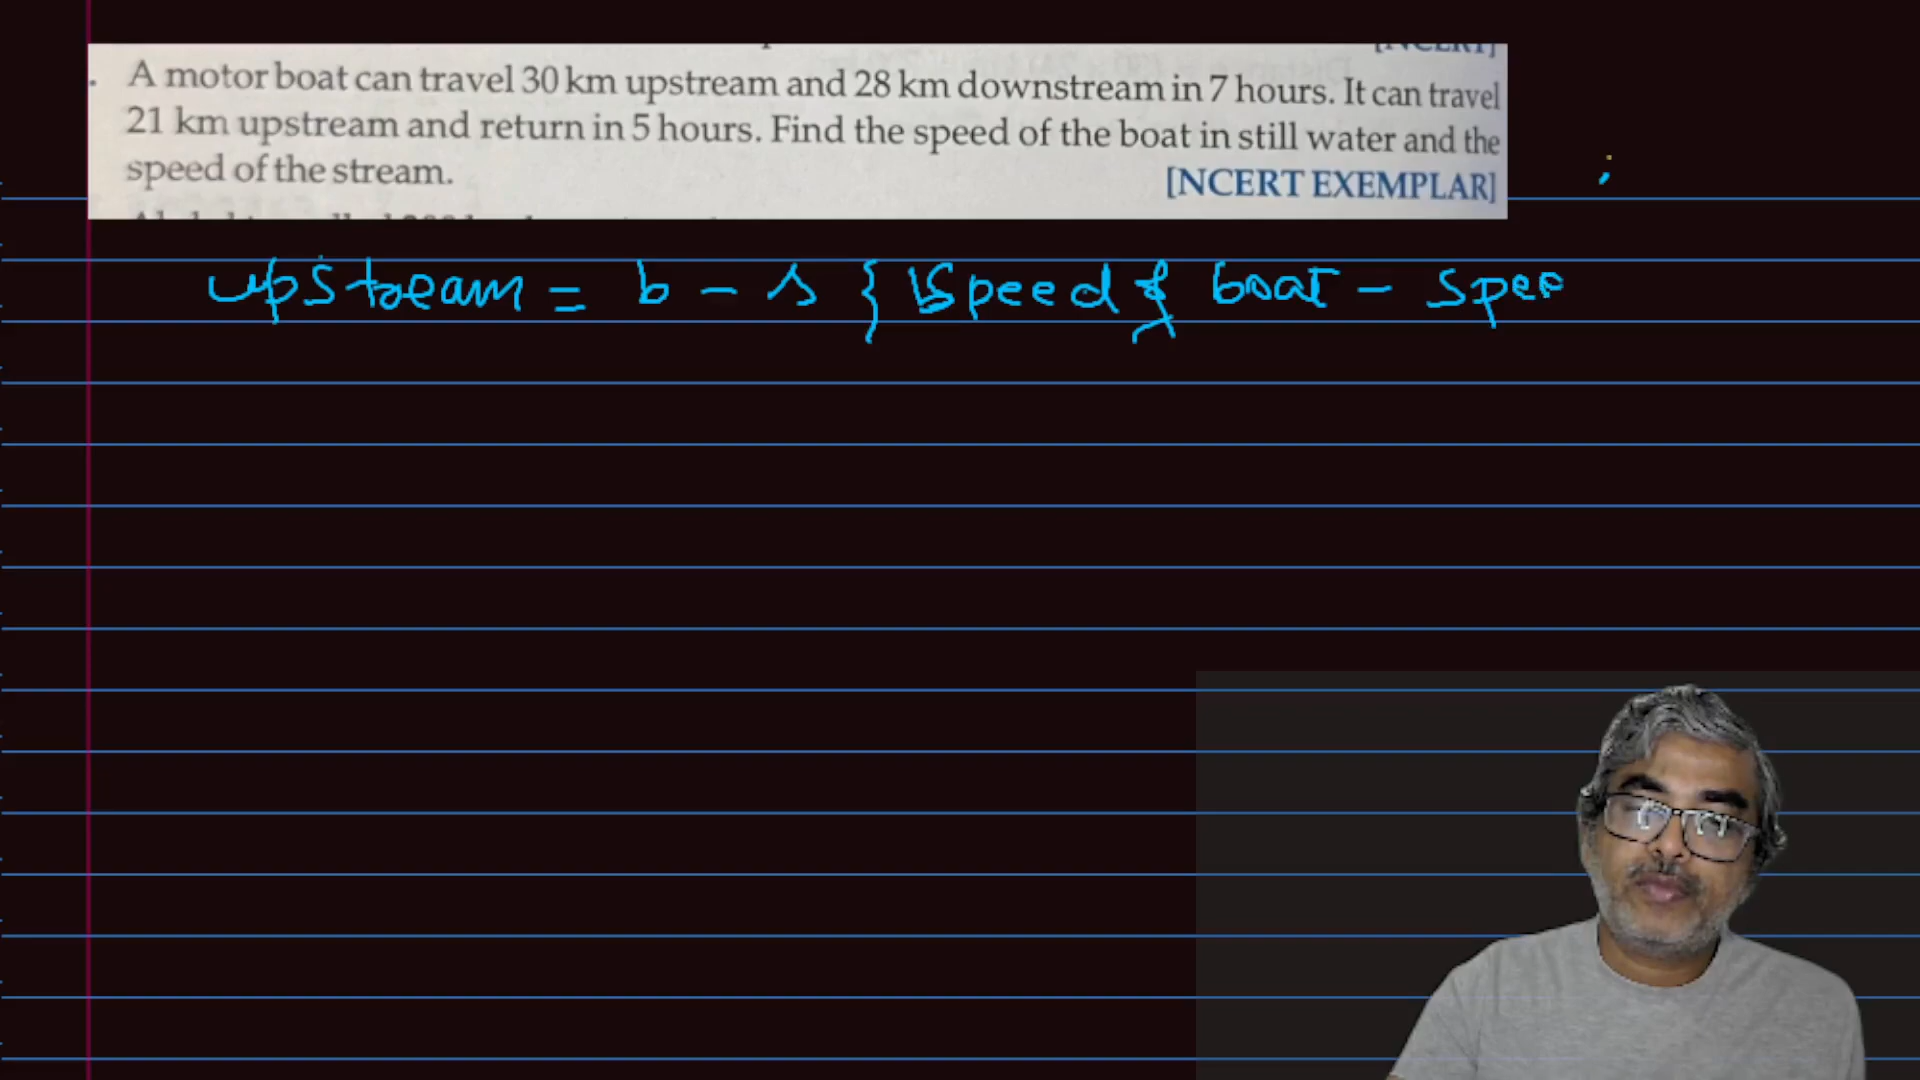 A motor boat can travel 30 km upstream and 28 km downstream in 7 hours. It can travel
21 km upstream and return in 5 hours. Find the speed of the boat in still water and the
speed of the stream.
[NCERT EXEMPLAR]
upstream = b - s { speed of boat - spee